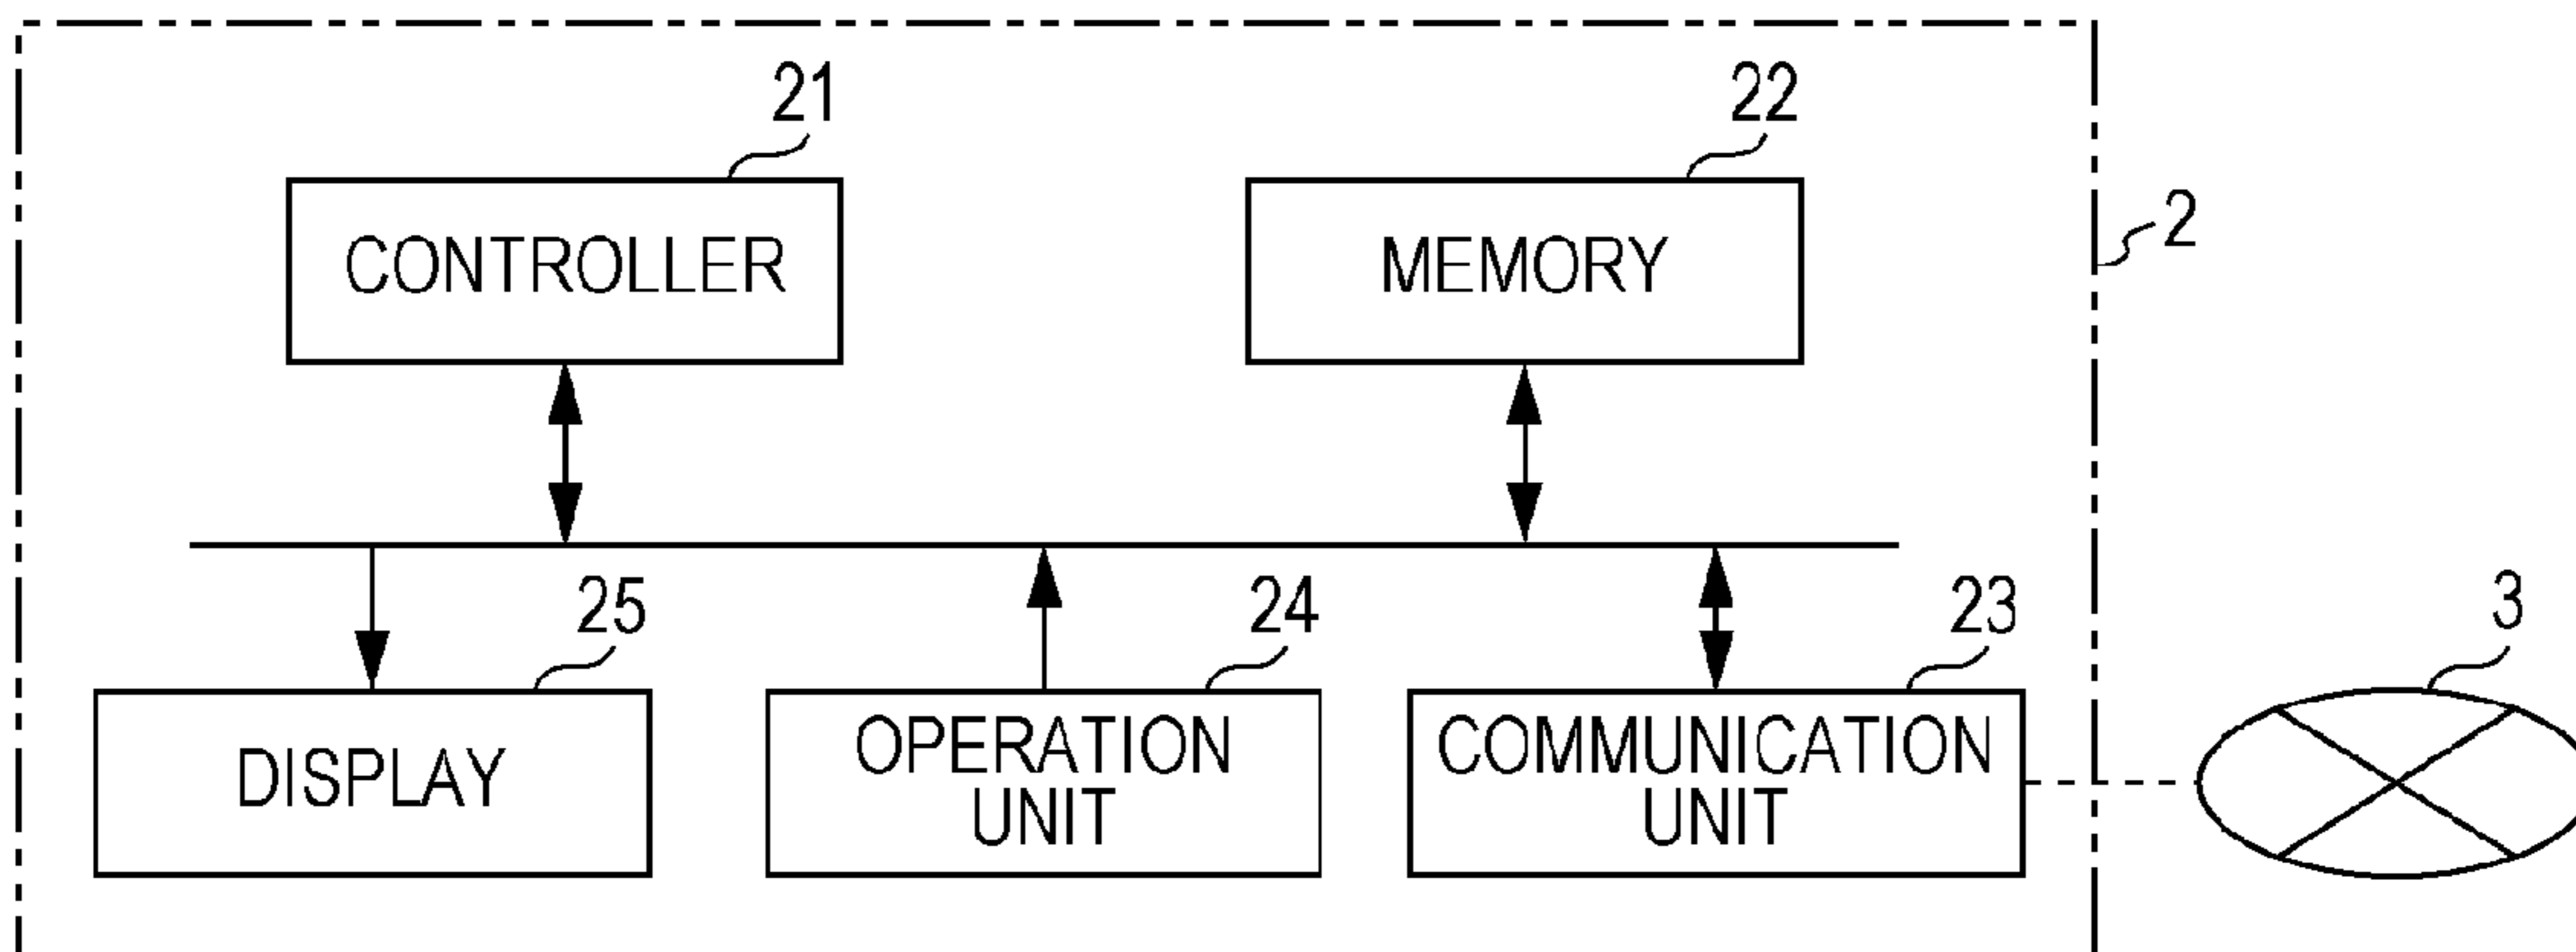 21
22
CONTROLLER
MEMORY
2
25
24
23
3
DISPLAY
OPERATION
UNIT
COMMUNICATION
UNIT